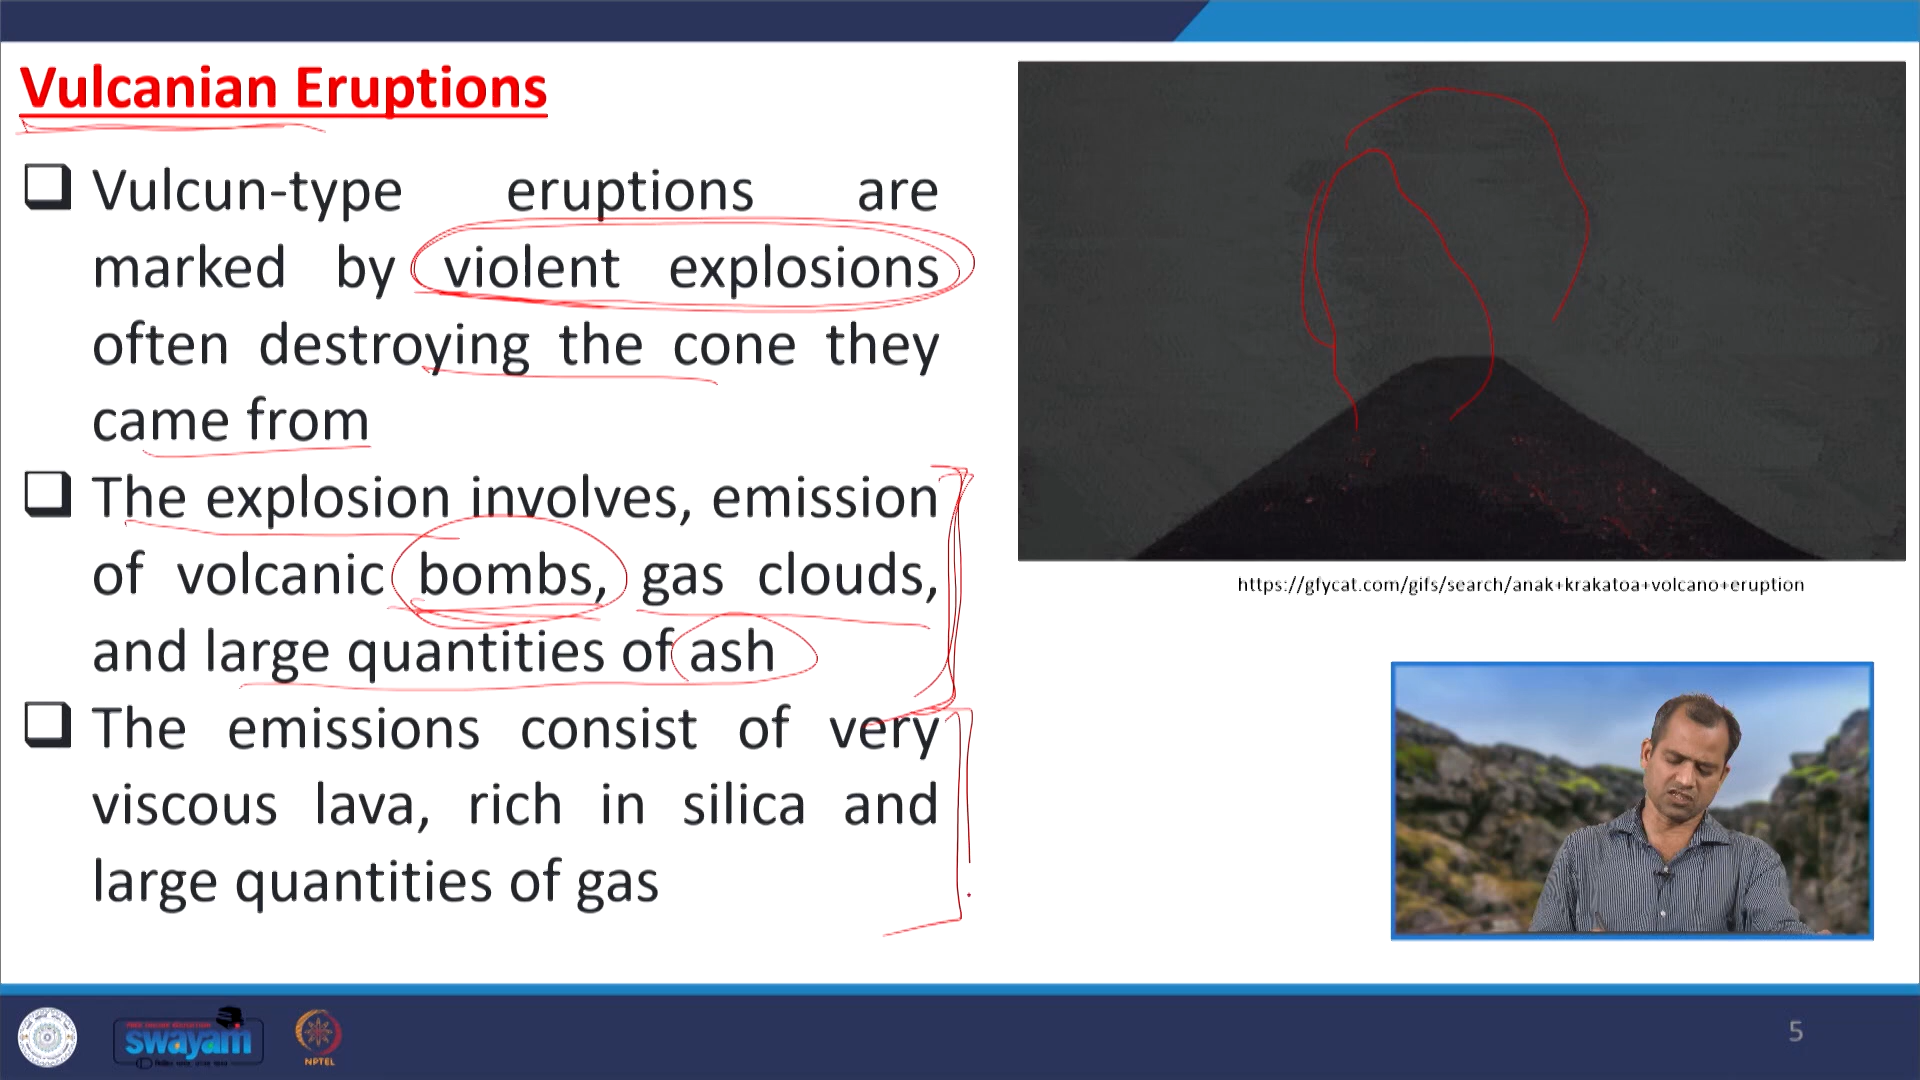 Vulcanian Eruptions
Vulcun-type eruptions are
marked by violent explosions
often destroying the cone they
came from
The explosion involves, emission
of volcanic bombs, gas clouds,
and large quantities of ash
The emissions consist of very
viscous lava, rich in silica and
large quantities of gas
https://gfycat.com/gifs/search/anak+krakatoa+volcano+eruption
swayam
NPTEL
5